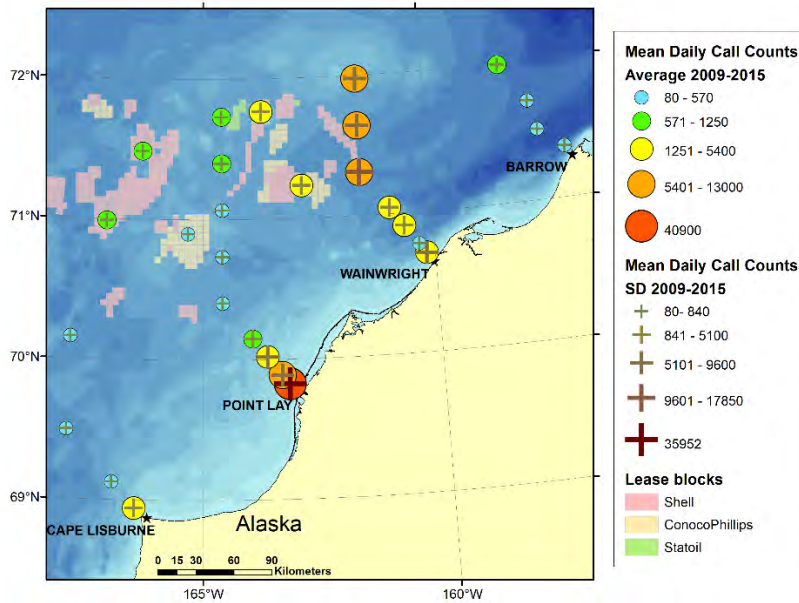 72°N
71°N
70°N
69°N
165°W
160°W
BARROW
WAINWRIGHT
POINT LAY
CAPE LISBURNE
Alaska
0 15 30 60 90
Kilometers
Mean Daily Call Counts
Average 2009-2015
80 - 570
571 - 1250
1251 - 5400
5401 - 13000
40900
Mean Daily Call Counts
SD 2009-2015
80- 840
841 - 5100
5101 - 9600
9601 - 17850
35952
Lease blocks
Shell
ConocoPhillips
Statoil